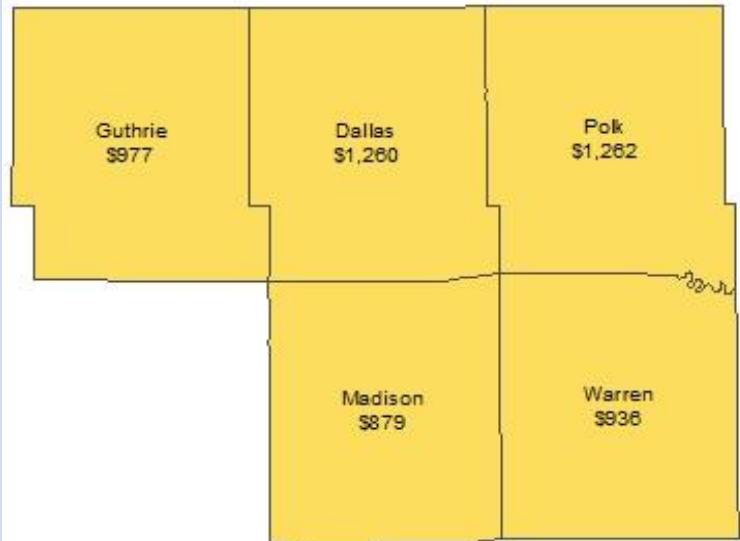 Guthrie
$977
Dallas
$1,260
Polk
$1,262
Madison
$879
Warren
$936